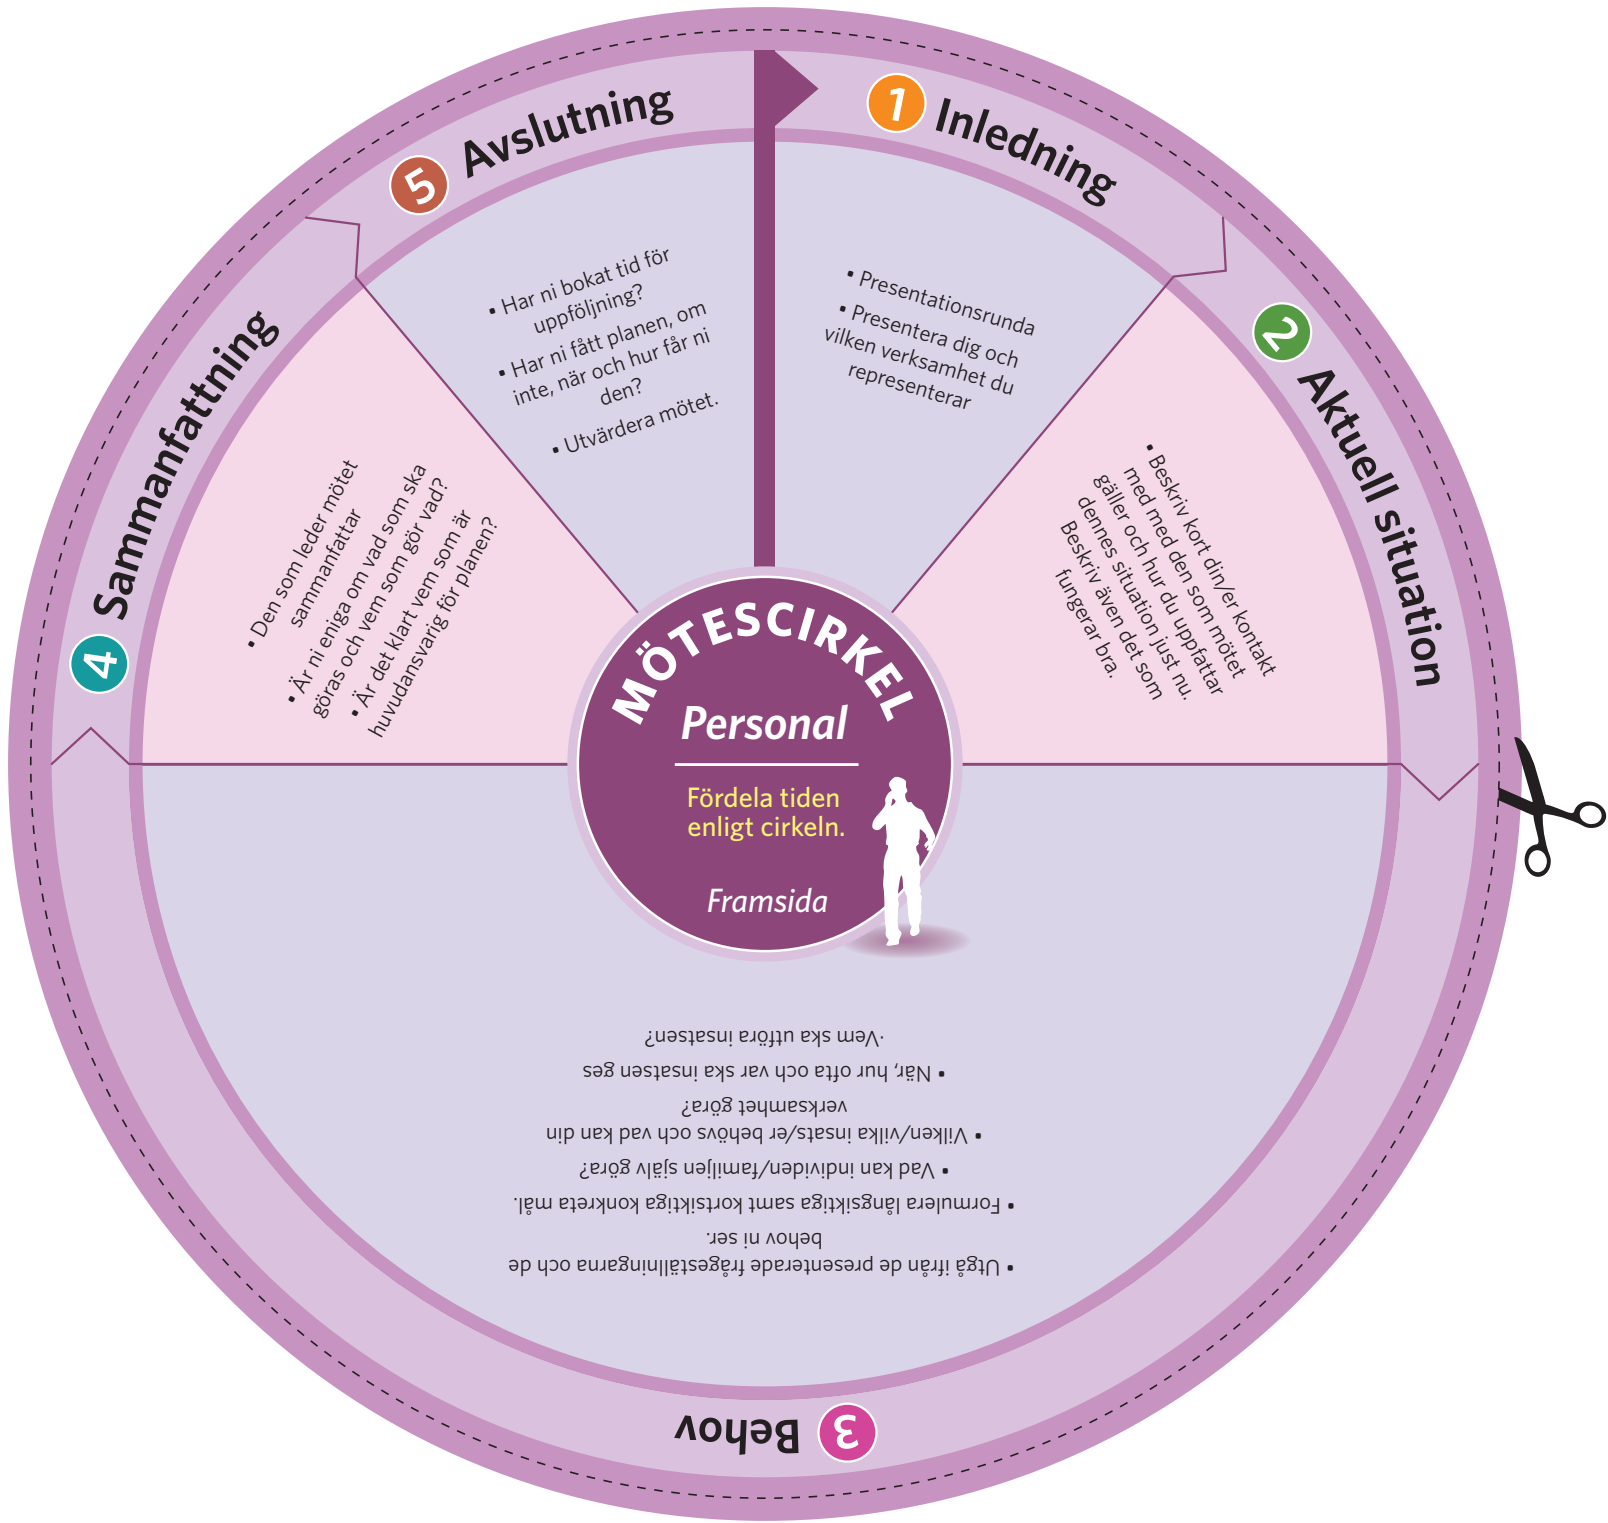 MÖTESCIRKEL
Personal
Fördela tiden
enligt cirkeln.
Framsida
1 Inledning
• Presentationsrunda
• Presentera dig och
vilken verksamhet du
representerar
2 Aktuell situation
• Beskriv kort din/er kontakt
med med den som mötet
gäller och hur du uppfattar
dennes situation just nu.
Beskriv även det som
fungerar bra.
3 Behov
• Utgå ifrån de presenterade frågeställningarna och de
behov ni ser.
• Formulera långsiktiga samt kortsiktiga konkreta mål.
• Vad kan individen/familjen själv göra?
• Vilken/vilka insats/er behövs och vad kan din
verksamhet göra?
• När, hur ofta och var ska insatsen ges
·Vem ska utföra insatsen?
4 Sammanfattning
• Den som leder mötet
sammanfattar
• Är ni eniga om vad som ska
göras och vem som gör vad?
• Är det klart vem som är
huvudansvarig för planen?
5 Avslutning
• Har ni bokat tid för
uppföljning?
• Har ni fått planen, om
inte, när och hur får ni
den?
• Utvärdera mötet.